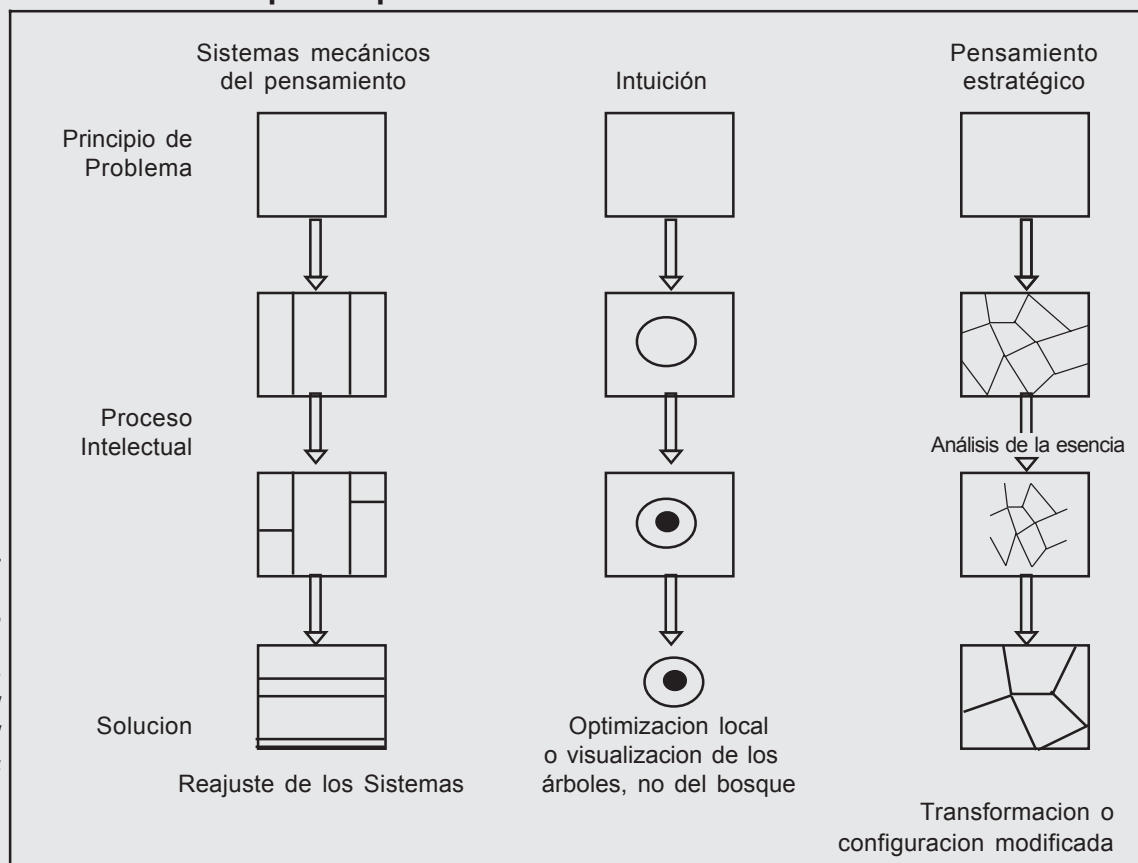 Sistemas mecánicos
del pensamiento
Intuición
Pensamiento
estratégico
Principio de
Problema
Proceso
Intelectual
Análisis de la esencia
Solucion
Reajuste de los Sistemas
Optimizacion local
o visualizacion de los
árboles, no del bosque
Transformacion o
configuracion modificada